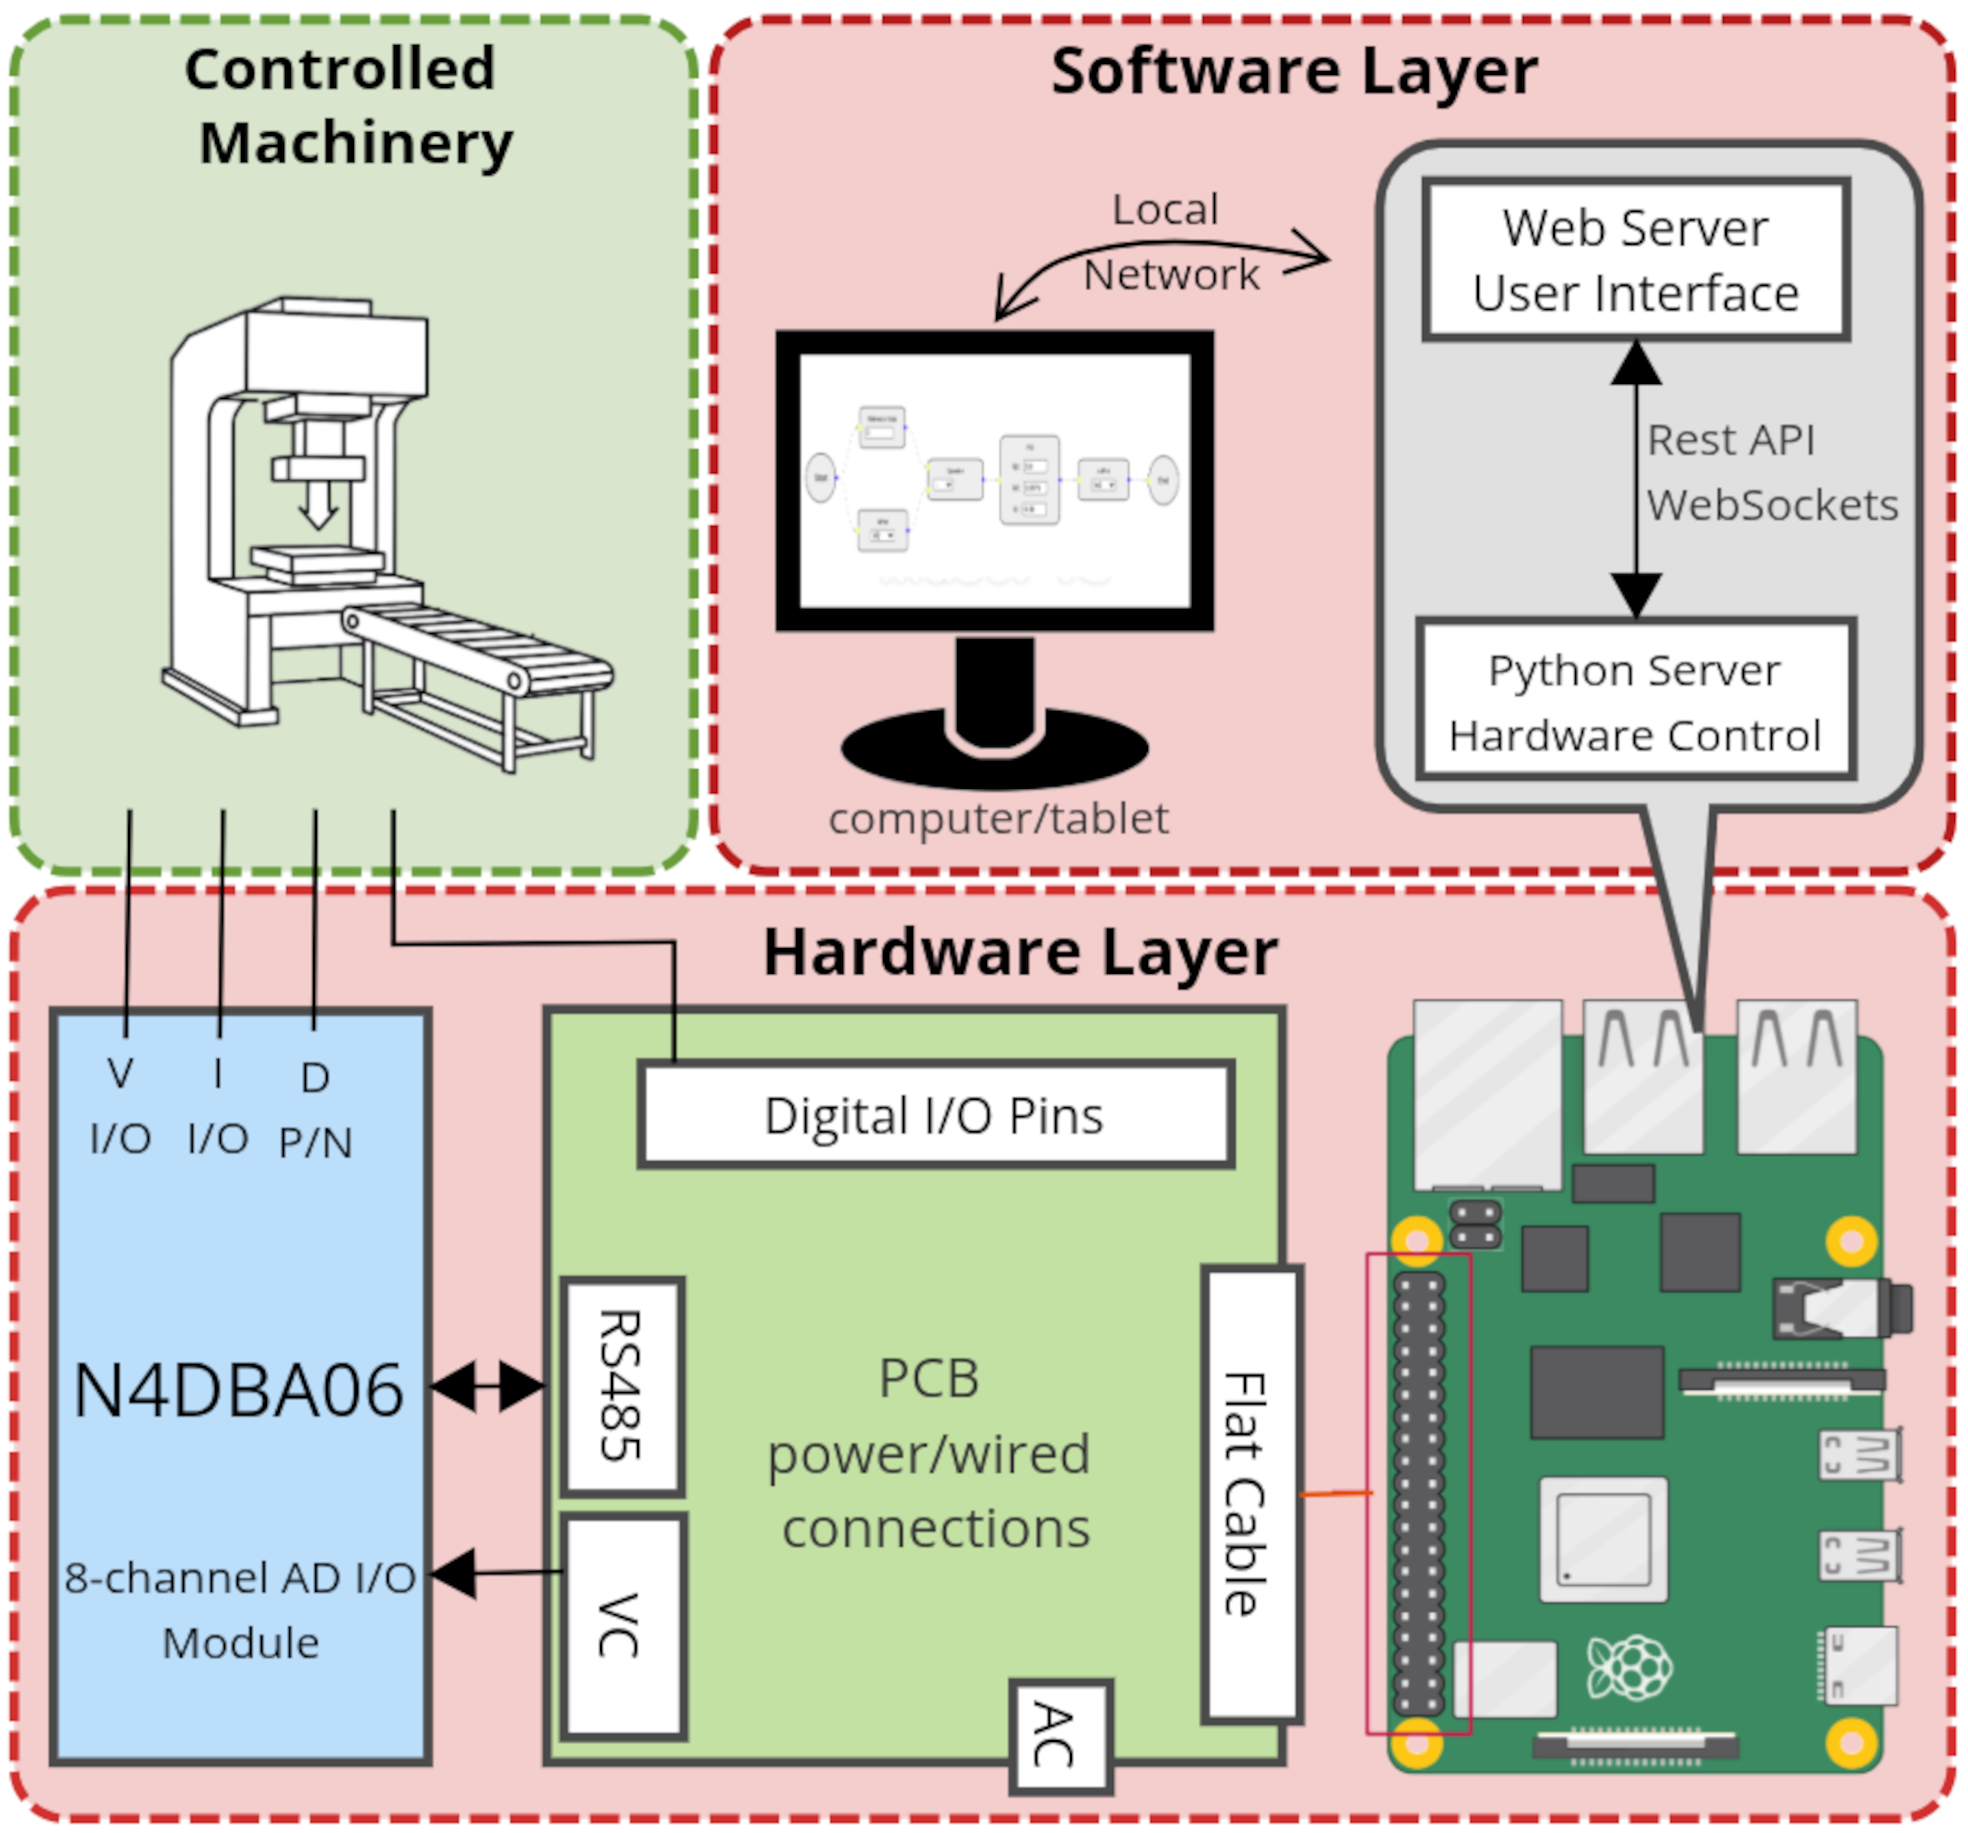 Controlled
Machinery
Software Layer
Local
Network
Web Server
User Interface
Rest API
WebSockets
Python Server
Hardware Control
computer/tablet
Hardware Layer
V
I/O
I
I/O
D
P/N
N4DBA06
8-channel AD I/O
Module
Digital I/O Pins
RS485
VC
PCB
power/wired
connections
Flat Cable
AC